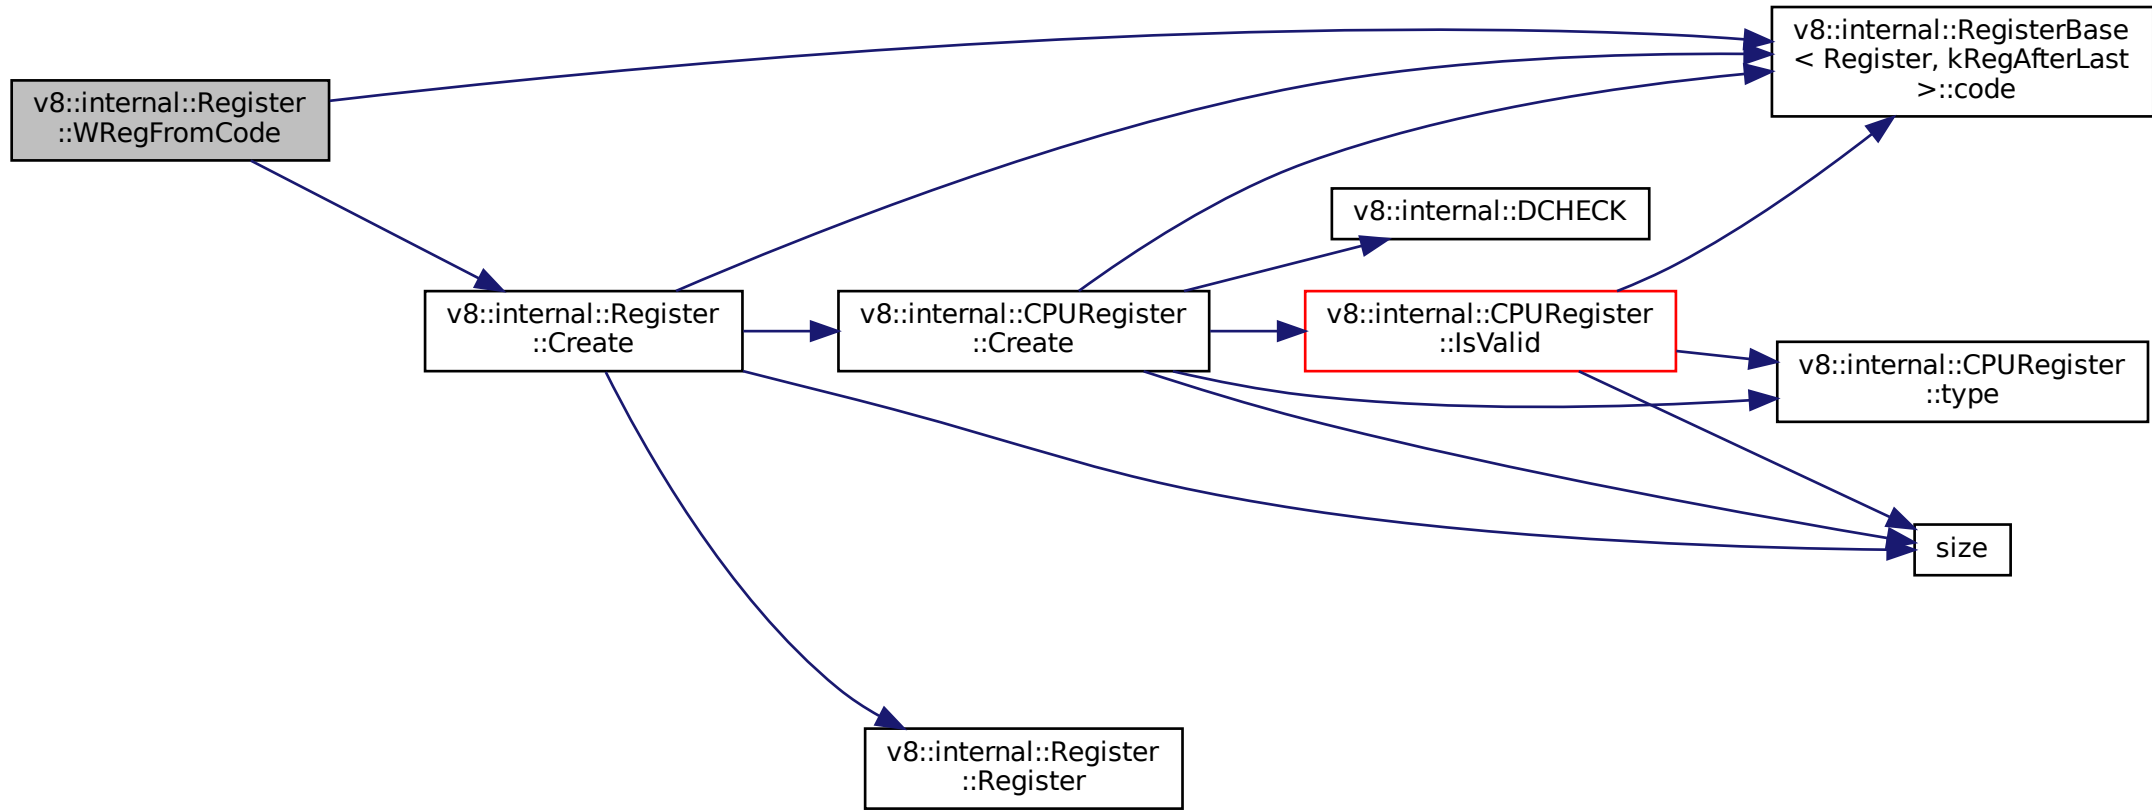 v8::internal::Register
::WRegFromCode
v8::internal::Register
::Create
v8::internal::CPURegister
::Create
v8::internal::RegisterBase
< Register, kRegAfterLast
>::code
v8::internal::DCHECK
v8::internal::CPURegister
::IsValid
v8::internal::CPURegister
::type
size
v8::internal::Register
::Register